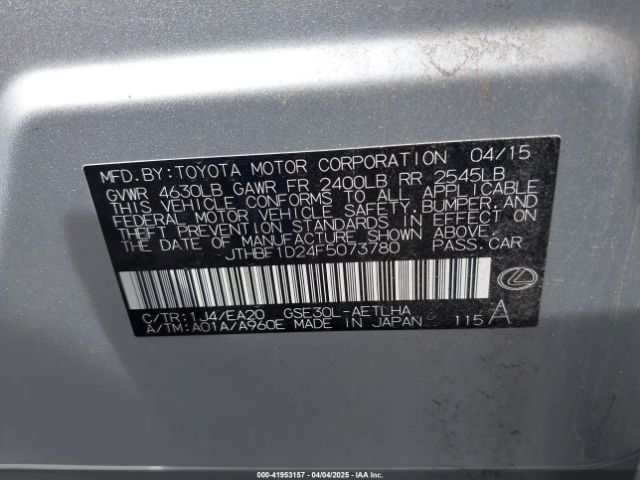 MFD.BY:TOYOTA MOTOR CORPORATION 04/15
GVWR 4630LB GAWR FR 2400LB RR 2545LB
THIS VEHICLE CONFORMS TO ALL APPLICABLE
FEDERAL MOTOR VEHICLE SAFETY,BUMPER,AND
THEFT PREVENTION STANDARDS IN EFFECT ON
THE DATE OF MANUFACTURE SHOWN ABOVE.
JTHBF1D24F5073780 PASS.CAR
C/TR:1J4/EA20 GSE30L-AETLHA
A/TM:A01A/A960E MADE IN JAPAN 115 A
000-41953157 - 04/04/2025 - IAA, Inc.